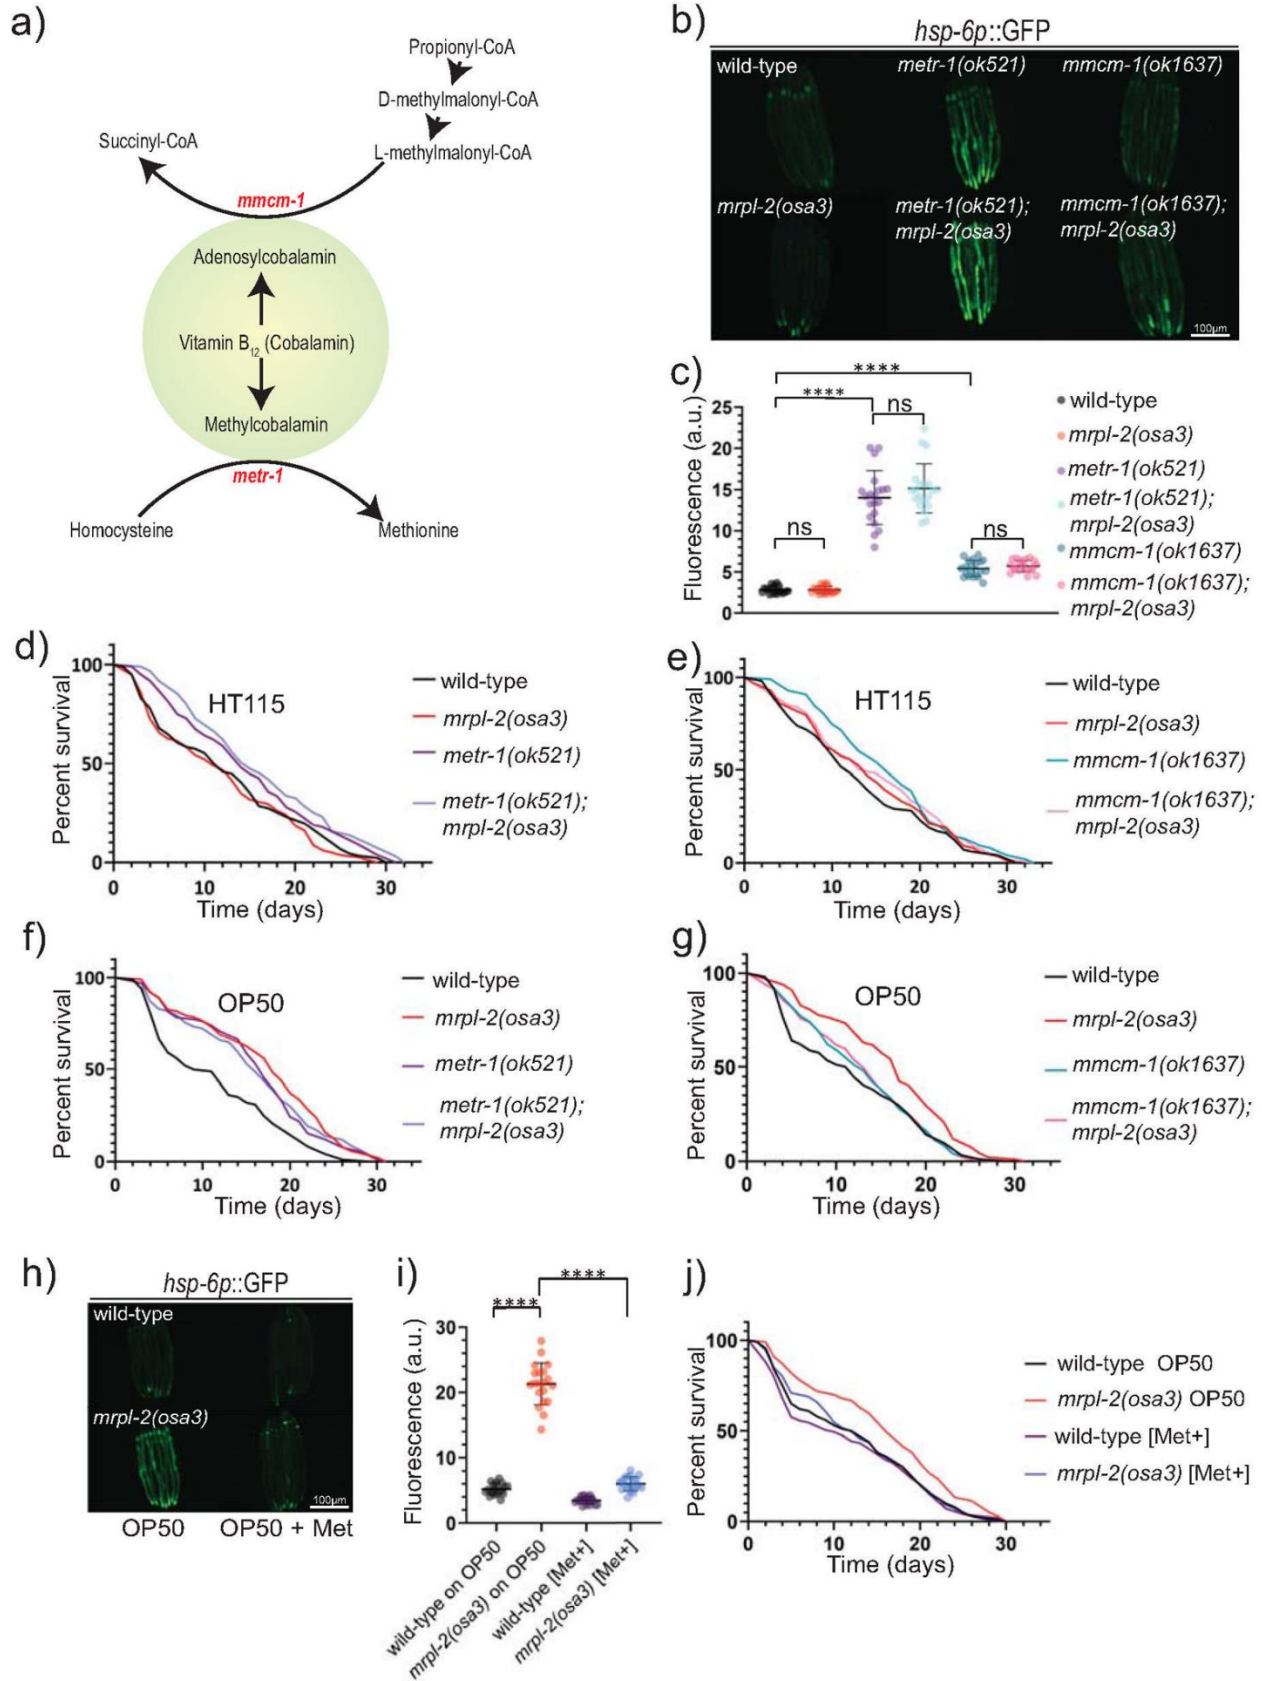 a)
Propionyl-CoA
D-methylmalonyl-CoA
L-methylmalonyl-CoA
Succinyl-CoA
mmcm-1
Adenosylcobalamin
Vitamin B12 (Cobalamin)
Methylcobalamin
metr-1
Homocysteine
Methionine
b)
hsp-6p::GFP
wild-type
metr-1(ok521)
mmcm-1(ok1637)
mrpl-2(osa3)
metr-1(ok521);
mrpl-2(osa3)
mmcm-1(ok1637);
mrpl-2(osa3)
100µm
c)
Fluorescence (a.u.)
25
20
15
10
5
0
ns
****
ns
****
ns
wild-type
mrpl-2(osa3)
metr-1(ok521)
metr-1(ok521);
mrpl-2(osa3)
mmcm-1(ok1637)
mmcm-1(ok1637);
mrpl-2(osa3)
d)
Percent survival
100
50
0
HT115
0 10 20 30
Time (days)
wild-type
mrpl-2(osa3)
metr-1(ok521)
metr-1(ok521);
mrpl-2(osa3)
e)
Percent survival
100
50
0
HT115
0 10 20 30
Time (days)
wild-type
mrpl-2(osa3)
mmcm-1(ok1637)
mmcm-1(ok1637);
mrpl-2(osa3)
f)
Percent survival
100
50
0
OP50
0 10 20 30
Time (days)
wild-type
mrpl-2(osa3)
metr-1(ok521)
metr-1(ok521);
mrpl-2(osa3)
g)
Percent survival
100
50
0
OP50
0 10 20 30
Time (days)
wild-type
mrpl-2(osa3)
mmcm-1(ok1637)
mmcm-1(ok1637);
mrpl-2(osa3)
h)
hsp-6p::GFP
wild-type
mrpl-2(osa3)
100µm
OP50 OP50 + Met
i)
Fluorescence (a.u.)
30
20
10
0
****
****
wild-type on OP50
mrpl-2(osa3) on OP50
wild-type [Met+]
mrpl-2(osa3) [Met+]
j)
Percent survival
100
50
0
0 10 20 30
Time (days)
wild-type OP50
mrpl-2(osa3) OP50
wild-type [Met+]
mrpl-2(osa3) [Met+]